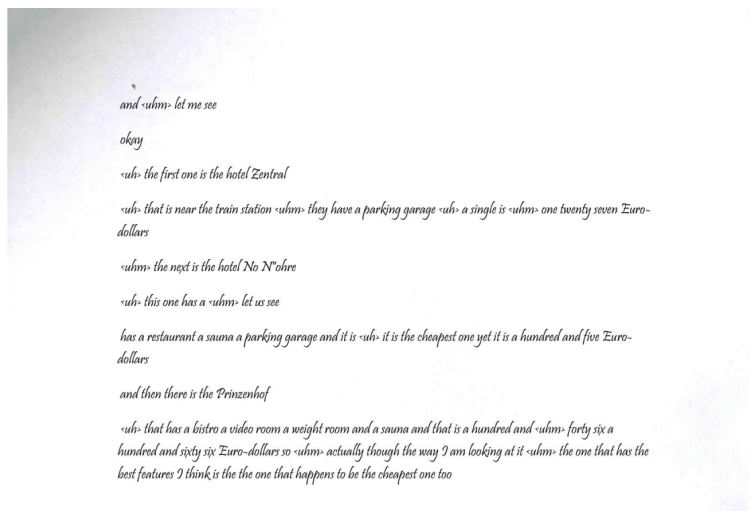 and <uhm> let me see
okay
<uh> the first one is the hotel Zentral
<uh> that is near the train station <uhm> they have a parking garage <uh> a single is <uhm> one twenty seven Euro-
dollars
<uhm> the next is the hotel No N"ohre
<uh> this one has a <uhm> let us see
has a restaurant a sauna a parking garage and it is <uh> it is the cheapest one yet it is a hundred and five Euro-
dollars
and then there is the Prinzenhof
<uh> that has a bistro a video room a weight room and a sauna and that is a hundred and <uhm> forty six a
hundred and sixty six Euro-dollars so <uhm> actually though the way I am looking at it <uhm> the one that has the
best features I think is the the one that happens to be the cheapest one too